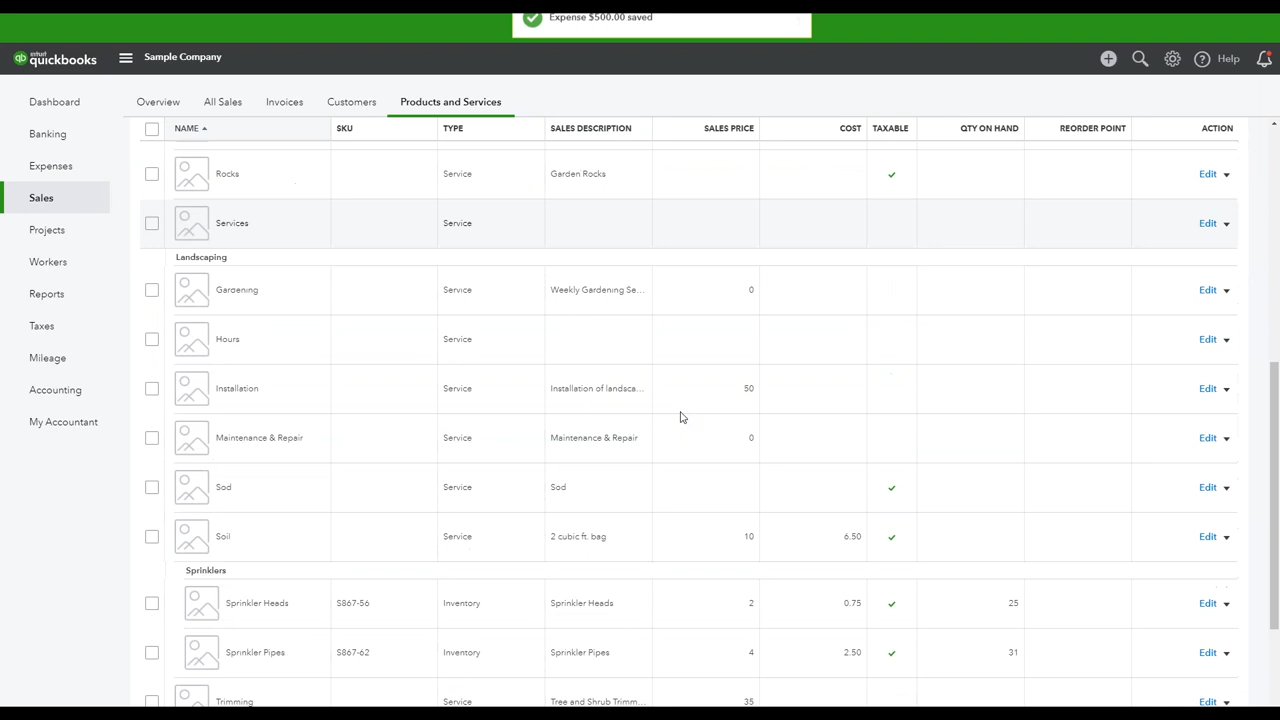 Expense $500.00 saved
intuit quickbooks Sample Company Help
Dashboard
Banking
Expenses
Sales
Projects
Workers
Reports
Taxes
Mileage
Accounting
My Accountant
Overview All Sales Invoices Customers Products and Services
NAME SKU TYPE SALES DESCRIPTION SALES PRICE COST TAXABLE QTY ON HAND REORDER POINT ACTION
Rocks Service Garden Rocks Edit
Services Service Edit
Landscaping
Gardening Service Weekly Gardening Se... 0 Edit
Hours Service Edit
Installation Service Installation of landsca... 50 Edit
Maintenance & Repair Service Maintenance & Repair 0 Edit
Sod Service Sod Edit
Soil Service 2 cubic ft. bag 10 6.50 Edit
Sprinklers
Sprinkler Heads S867-56 Inventory Sprinkler Heads 2 0.75 25 Edit
Sprinkler Pipes S867-62 Inventory Sprinkler Pipes 4 2.50 31 Edit
Trimming Service Tree and Shrub Trimm... 35 Edit